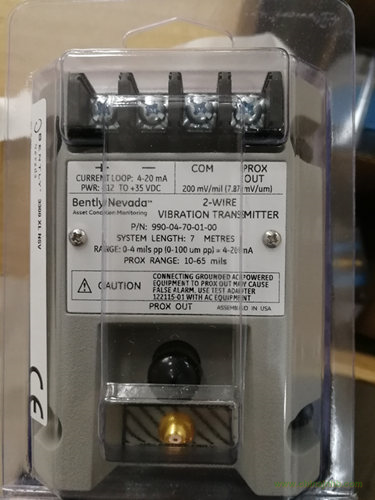 + − COM PROX
CURRENT LOOP: 4-20 mA OUT
PWR: +12 TO +35 VDC 200 mV/mil (7.87 mV/um)
Bently Nevada™ 2-WIRE
Asset Condition Monitoring VIBRATION TRANSMITTER
P/N: 990-04-70-01-00
SYSTEM LENGTH: 7 METRES
RANGE: 0-4 mils pp (0-100 um pp) = 4-20 mA
PROX RANGE: 10-65 mils
CAUTION
CONNECTING GROUNDED AC POWERED
EQUIPMENT TO PROX OUT MAY CAUSE
FALSE ALARM. USE TEST ADAPTER
122115-01 WITH AC EQUIPMENT
PROX OUT ASSEMBLED IN USA
CE